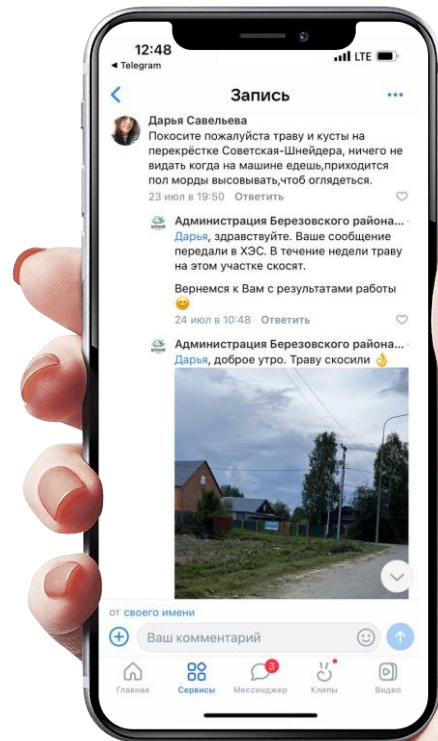 12:48
◄ Telegram
LTE
Запись
Дарья Савельева
Покосите пожалуйста траву и кусты на
перекрёстке Советская-Шнейдера, ничего не
видать когда на машине едешь,приходится
пол морды высовывать,чтоб оглядеться.
23 июл в 19:50 Ответить
Администрация Березовского района...
Дарья, здравствуйте. Ваше сообщение
передали в ХЭС. В течение недели траву
на этом участке скосят.
Вернемся к Вам с результатами работы
😊
24 июл в 10:48 Ответить
Администрация Березовского района...
Дарья, доброе утро. Траву скосили 👌
от своего имени
Ваш комментарий
3
Главная Сервисы Мессенджер Клипы Видео